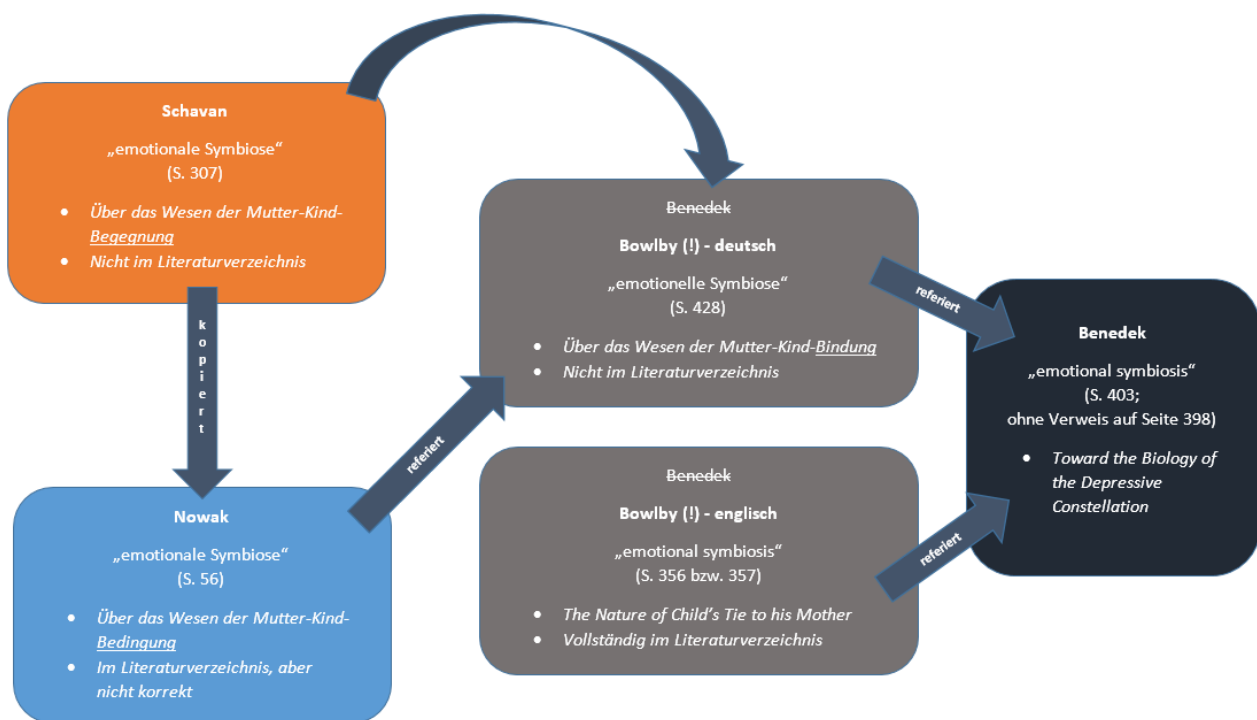 Schavan
„emotionale Symbiose“
(S. 307)
• Über das Wesen der Mutter-Kind-
Begegnung
• Nicht im Literaturverzeichnis
kopiert
Nowak
„emotionale Symbiose“
(S. 56)
• Über das Wesen der Mutter-Kind-
Bedingung
• Im Literaturverzeichnis, aber
nicht korrekt
referiert
Benedek
Bowlby (!) - deutsch
„emotionelle Symbiose“
(S. 428)
• Über das Wesen der Mutter-Kind-Bindung
• Nicht im Literaturverzeichnis
referiert
Benedek
Bowlby (!) - englisch
„emotional symbiosis“
(S. 356 bzw. 357)
• The Nature of Child’s Tie to his Mother
• Vollständig im Literaturverzeichnis
referiert
Benedek
„emotional symbiosis“
(S. 403;
ohne Verweis auf Seite 398)
• Toward the Biology of
the Depressive
Constellation